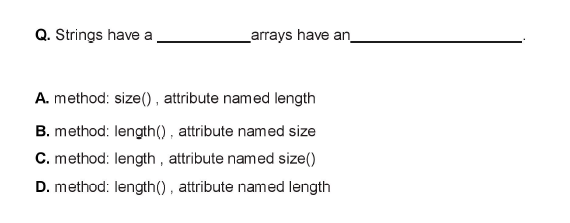 Q. Strings have a __________arrays have an___________________.
A. method: size() , attribute named length
B. method: length() , attribute named size
C. method: length , attribute named size()
D. method: length() , attribute named length